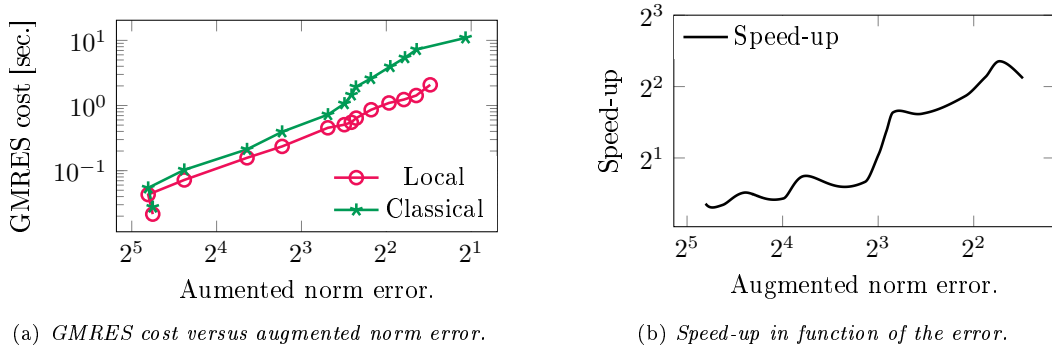 GMRES cost [sec.]
10^1
10^0
10^-1
Local
Classical
2^5 2^4 2^3 2^2 2^1
Aumented norm error.
(a) GMRES cost versus augmented norm error.
Speed-up
2^3
2^2
2^1
Speed-up
2^5 2^4 2^3 2^2
Augmented norm error.
(b) Speed-up in function of the error.